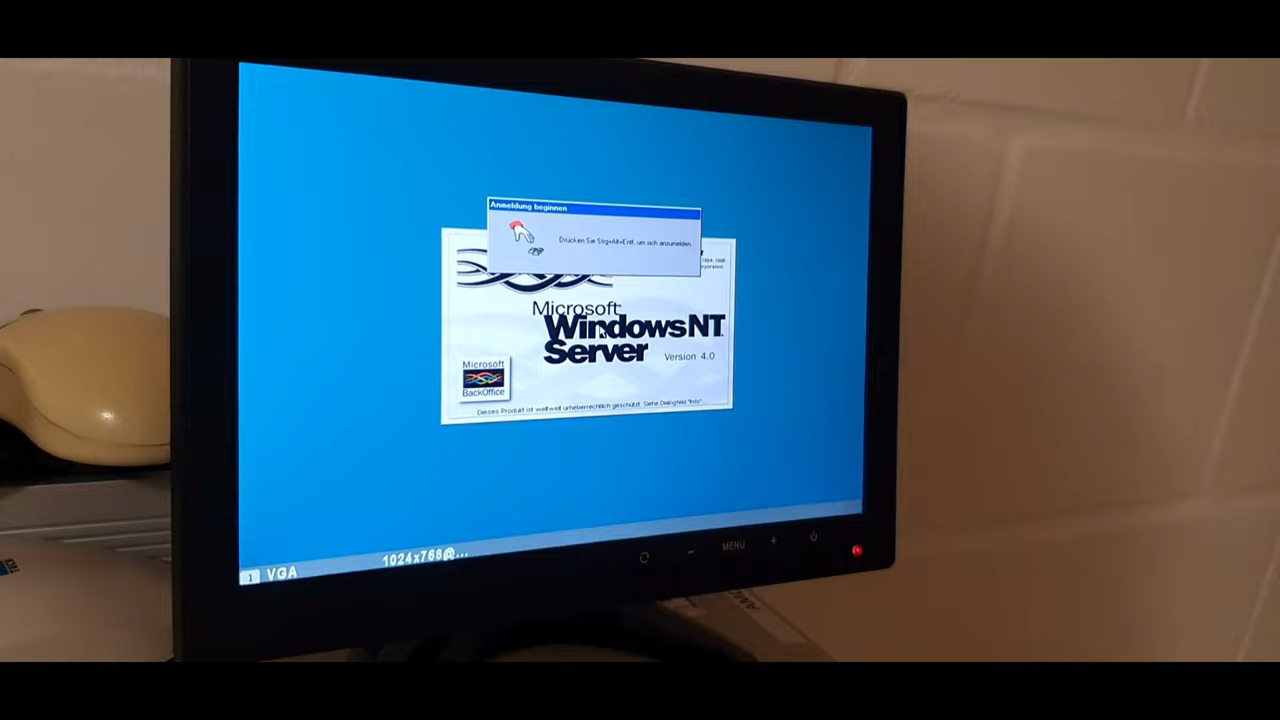 Anmeldung beginnen
Drücken Sie Strg+Alt+Entf, um sich anzumelden.
Microsoft
Windows NT
Server
Version 4.0
Microsoft
BackOffice
Dieses Produkt ist weltweit urheberrechtlich geschützt. Siehe Dialogfeld "Info".
1024x768@...
1 VGA
MENU
AMD